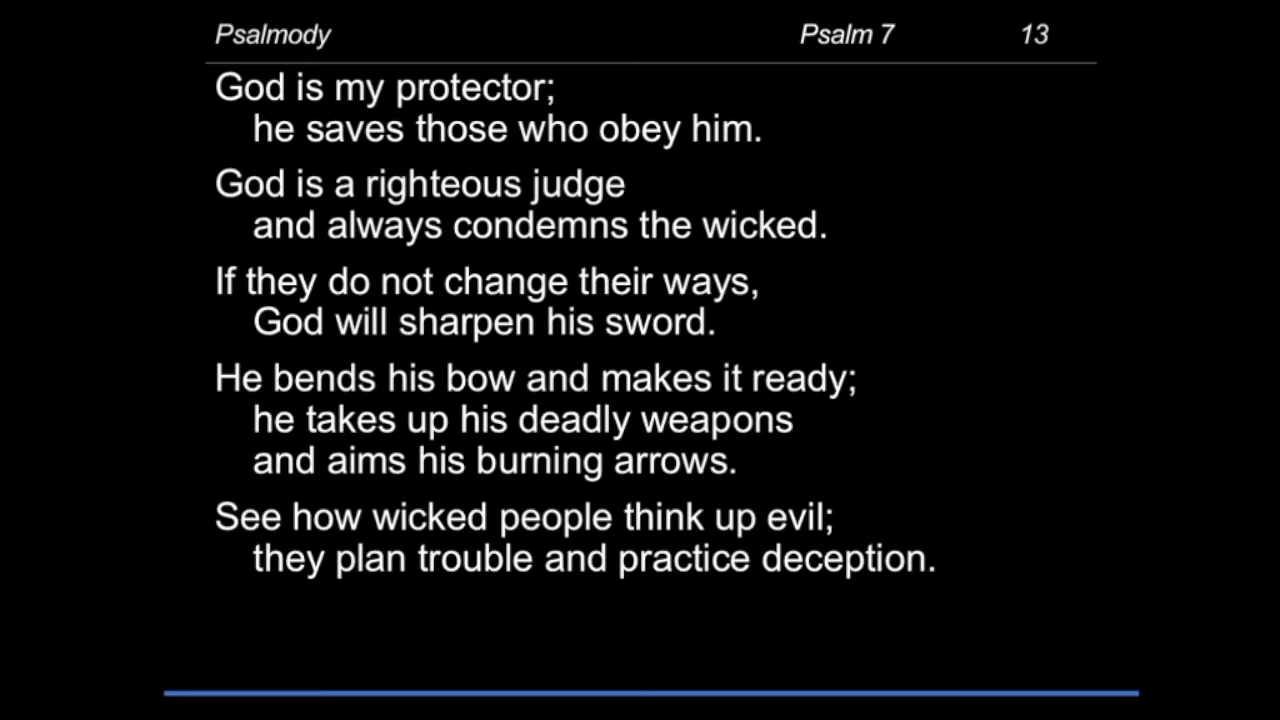 Psalmody Psalm 7 13
God is my protector;
he saves those who obey him.
God is a righteous judge
and always condemns the wicked.
If they do not change their ways,
God will sharpen his sword.
He bends his bow and makes it ready;
he takes up his deadly weapons
and aims his burning arrows.
See how wicked people think up evil;
they plan trouble and practice deception.